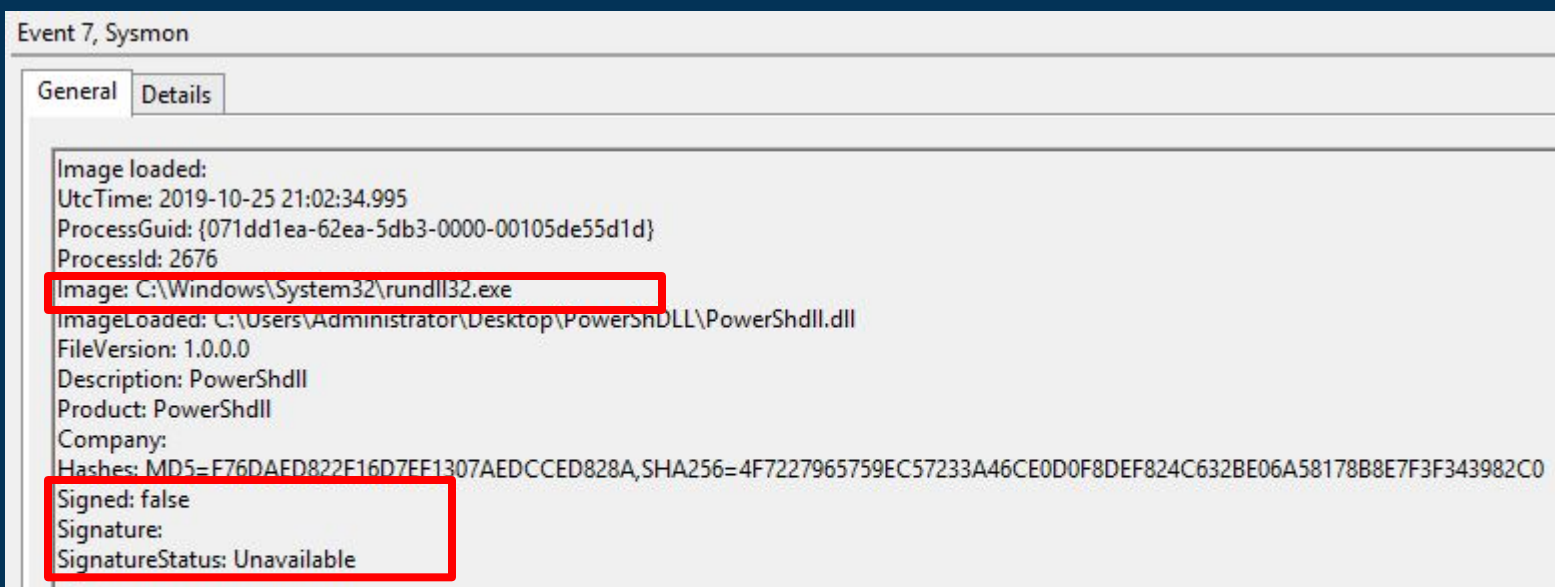 Event 7, Sysmon
General Details
Image loaded:
UtcTime: 2019-10-25 21:02:34.995
ProcessGuid: {071dd1ea-62ea-5db3-0000-00105de55d1d}
ProcessId: 2676
Image: C:\Windows\System32\rundll32.exe
ImageLoaded: C:\Users\Administrator\Desktop\PowerShDLL\PowerShdll.dll
FileVersion: 1.0.0.0
Description: PowerShdll
Product: PowerShdll
Company:
Hashes: MD5=F76DAFD822F16D7FF1307AEDCCED828A,SHA256=4F7227965759EC57233A46CE0D0F8DEF824C632BE06A58178B8E7F3F343982C0
Signed: false
Signature:
SignatureStatus: Unavailable